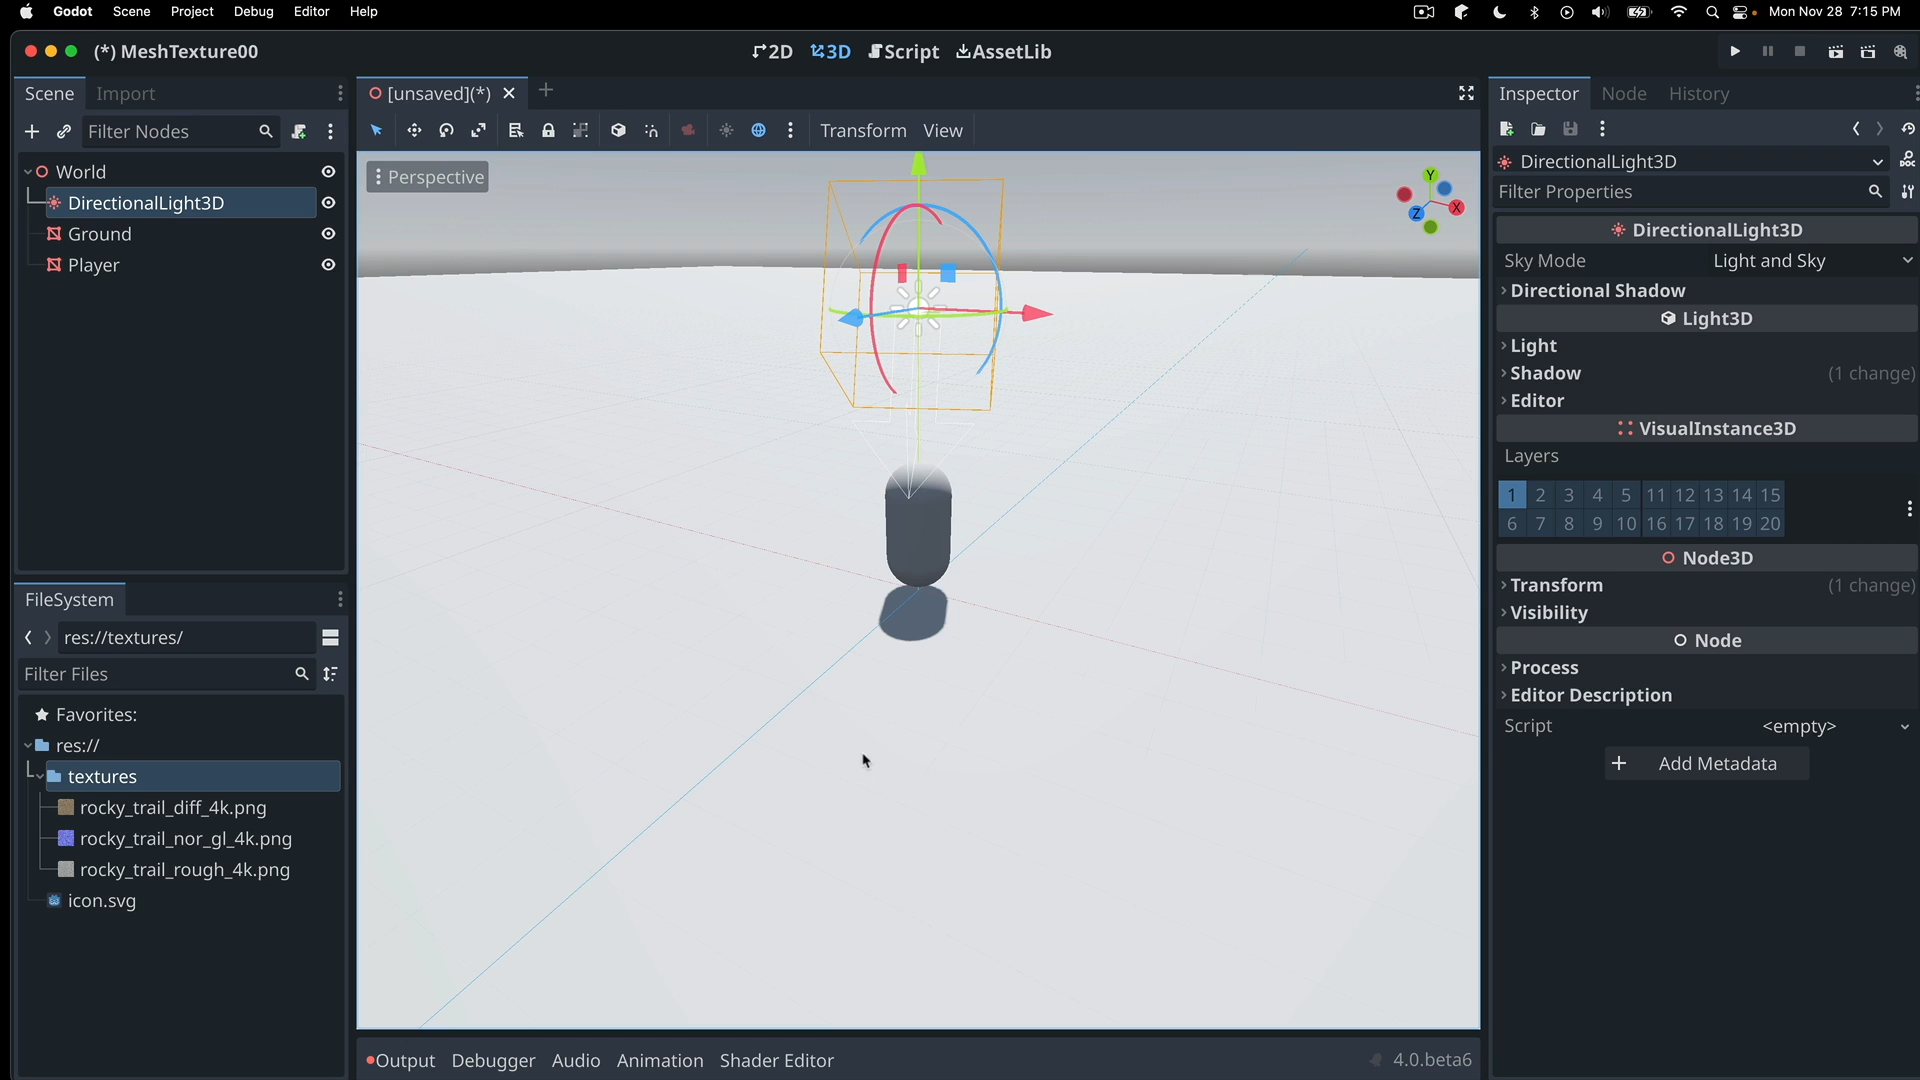 Godot Scene Project Debug Editor Help Mon Nov 28 7:15 PM
(*) MeshTexture00 2D 3D Script AssetLib
Scene Import
Filter Nodes
World
DirectionalLight3D
Ground
Player
FileSystem
res://textures/
Filter Files
Favorites:
res://
textures
rocky_trail_diff_4k.png
rocky_trail_nor_gl_4k.png
rocky_trail_rough_4k.png
icon.svg
[unsaved](*)
Transform View
Perspective
Y
X
Z
Output Debugger Audio Animation Shader Editor 4.0.beta6
Inspector Node History
DirectionalLight3D
DOC
Filter Properties
DirectionalLight3D
Sky Mode Light and Sky
Directional Shadow
Light3D
Light
Shadow (1 change)
Editor
VisualInstance3D
Layers
1 2 3 4 5 11 12 13 14 15
6 7 8 9 10 16 17 18 19 20
Node3D
Transform (1 change)
Visibility
Node
Process
Editor Description
Script <empty>
Add Metadata